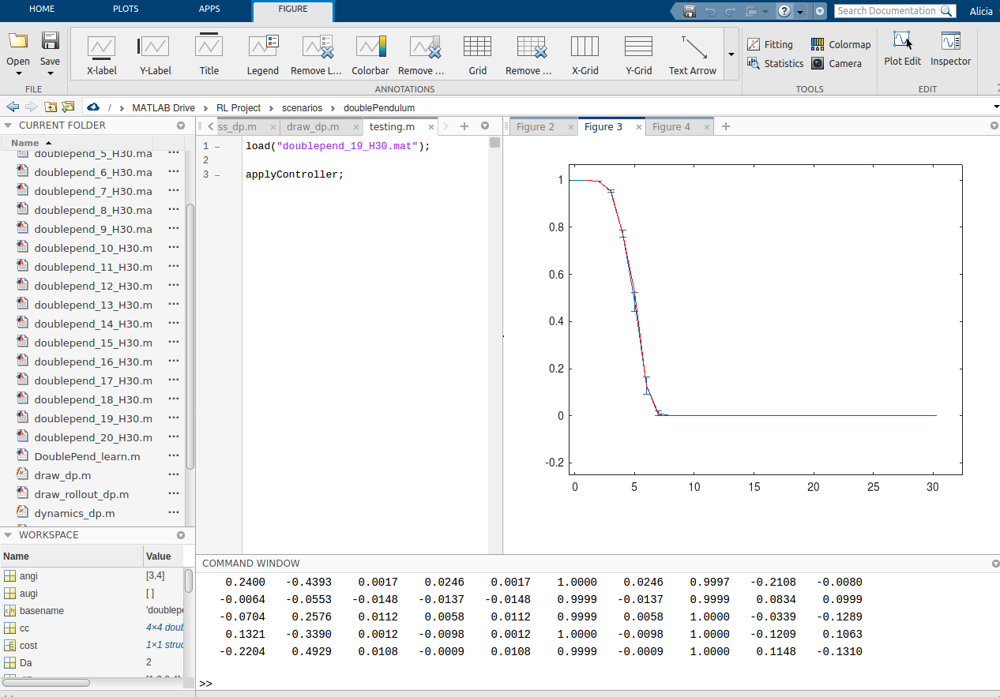 HOME PLOTS APPS FIGURE Search Documentation Alicia
Open Save X-label Y-Label Title Legend Remove L... Colorbar Remove ... Grid Remove ... X-Grid Y-Grid Text Arrow Fitting Statistics Colormap Camera Plot Edit Inspector
FILE ANNOTATIONS TOOLS EDIT
/ MATLAB Drive RL Project scenarios doublePendulum
CURRENT FOLDER
Name
doublepend_5_H30.ma
doublepend_6_H30.ma
doublepend_7_H30.ma
doublepend_8_H30.ma
doublepend_9_H30.ma
doublepend_10_H30.m
doublepend_11_H30.m
doublepend_12_H30.m
doublepend_13_H30.m
doublepend_14_H30.m
doublepend_15_H30.m
doublepend_16_H30.m
doublepend_17_H30.m
doublepend_18_H30.m
doublepend_19_H30.m
doublepend_20_H30.m
DoublePend_learn.m
draw_dp.m
draw_rollout_dp.m
dynamics_dp.m
WORKSPACE
Name Value
angi [3,4]
augi [ ]
basename 'doublepe
cc 4×4 doub
cost 1×1 struc
Da 2
ss_dp.m draw_dp.m testing.m
1 load("doublepend_19_H30.mat");
2
3 applyController;
Figure 2 Figure 3 Figure 4
1
0.8
0.6
0.4
0.2
0
-0.2
0 5 10 15 20 25 30
COMMAND WINDOW
0.2400 -0.4393 0.0017 0.0246 0.0017 1.0000 0.0246 0.9997 -0.2108 -0.0080
-0.0064 -0.0553 -0.0148 -0.0137 -0.0148 0.9999 -0.0137 0.9999 0.0834 0.0999
-0.0704 0.2576 0.0112 0.0058 0.0112 0.9999 0.0058 1.0000 -0.0339 -0.1289
0.1321 -0.3390 0.0012 -0.0098 0.0012 1.0000 -0.0098 1.0000 -0.1209 0.1063
-0.2204 0.4929 0.0108 -0.0009 0.0108 0.9999 -0.0009 1.0000 0.1148 -0.1310
>>